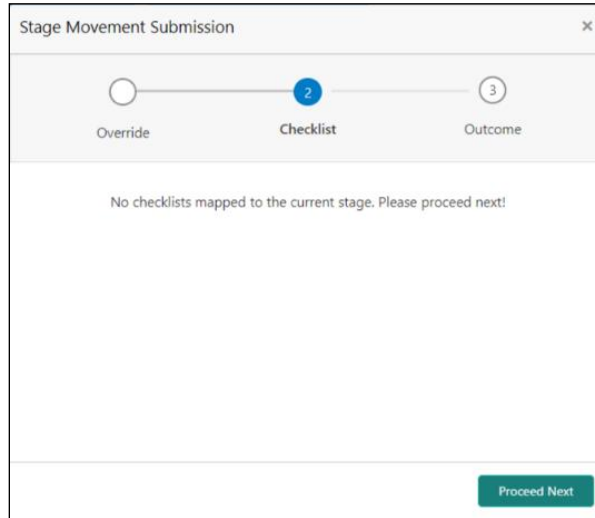 Stage Movement Submission ×
2 3
Override Checklist Outcome
No checklists mapped to the current stage. Please proceed next!
Proceed Next